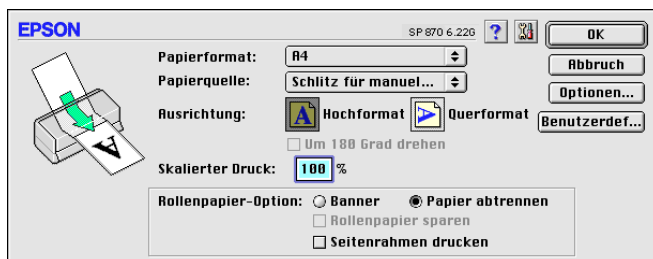 EPSON
SP 870 6.22G
?
OK
Papierformat: A4
Abbruch
Papierquelle: Schlitz für manuel...
Optionen...
Ausrichtung: A Hochformat A Querformat
Benutzerdef...
Um 180 Grad drehen
Skalierter Druck: 100 %
Rollenpapier-Option: Banner Papier abtrennen
Rollenpapier sparen
Seitenrahmen drucken
A